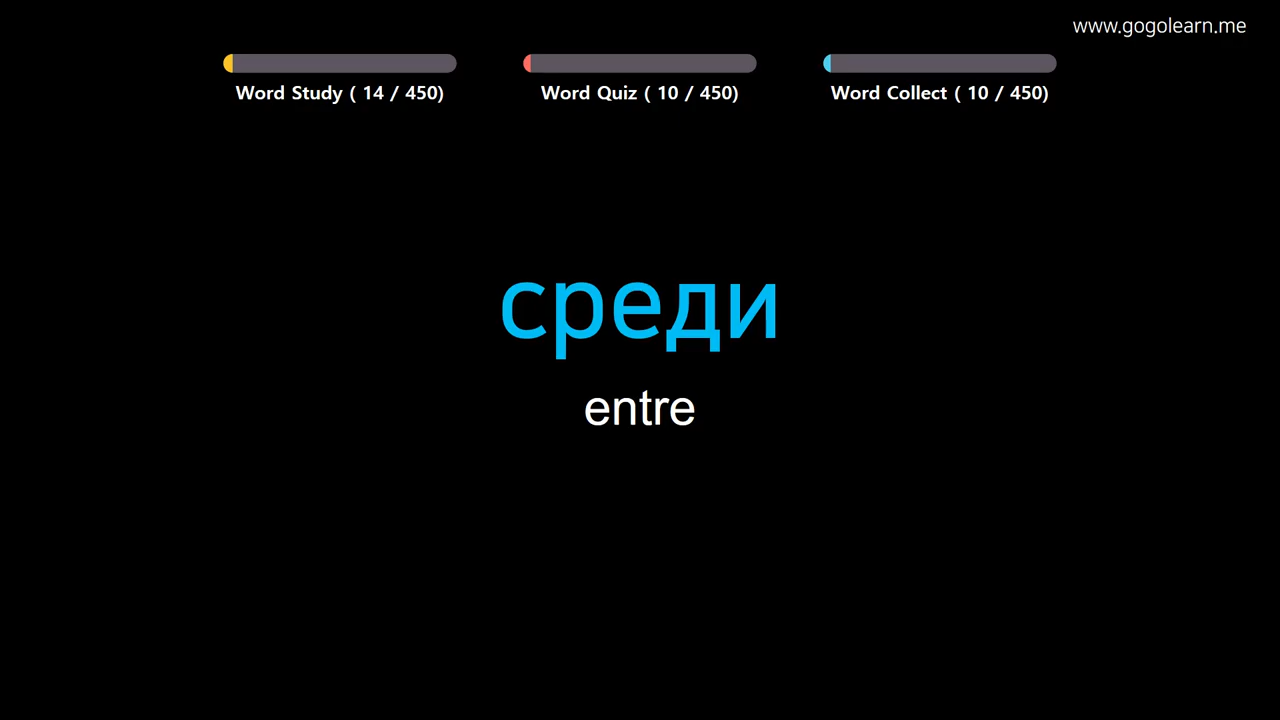 www.gogolearn.me
Word Study ( 14 / 450)
Word Quiz ( 10 / 450)
Word Collect ( 10 / 450)
среди
entre